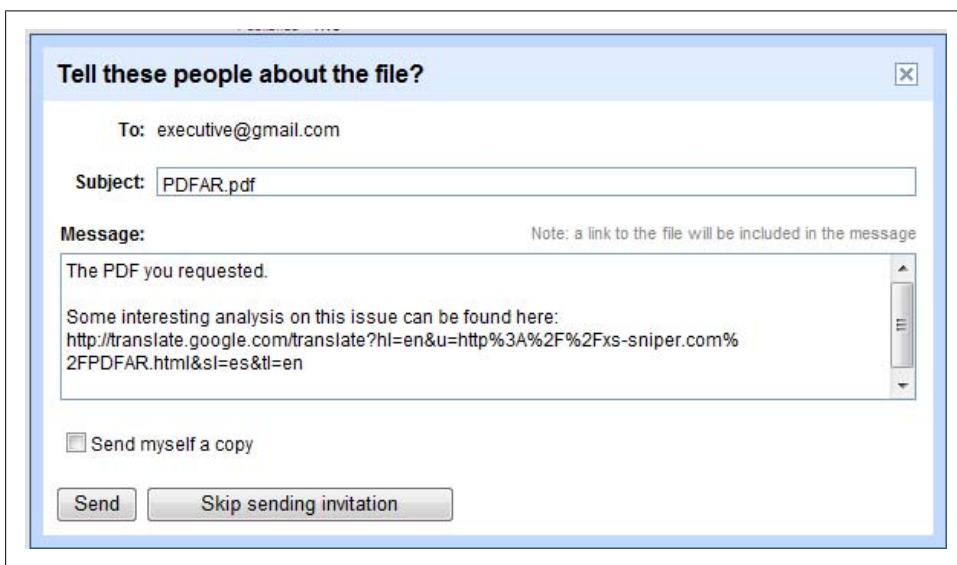 Tell these people about the file?
To: executive@gmail.com
Subject: PDFAR.pdf
Message: Note: a link to the file will be included in the message
The PDF you requested.
Some interesting analysis on this issue can be found here:
http://translate.google.com/translate?hl=en&u=http%3A%2F%2Fxs-sniper.com%
2FPDFAR.html&sl=es&tl=en
Send myself a copy
Send Skip sending invitation